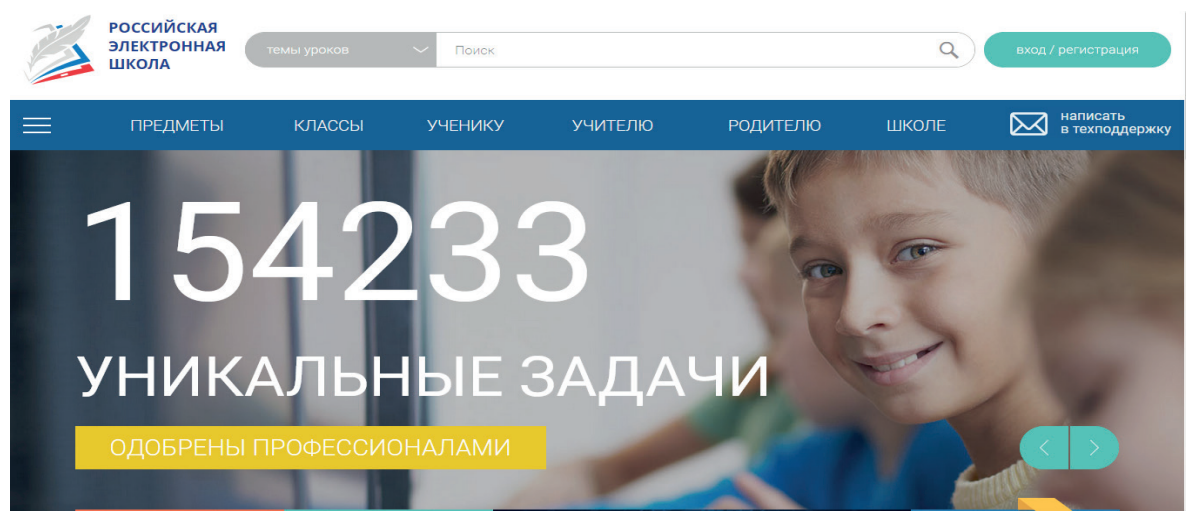 РОССИЙСКАЯ
ЭЛЕКТРОННАЯ
ШКОЛА
темы уроков
Поиск
вход / регистрация
ПРЕДМЕТЫ
КЛАССЫ
УЧЕНИКУ
УЧИТЕЛЮ
РОДИТЕЛЮ
ШКОЛЕ
написать
в техподдержку
154233
УНИКАЛЬНЫЕ ЗАДАЧИ
ОДОБРЕНЫ ПРОФЕССИОНАЛАМИ